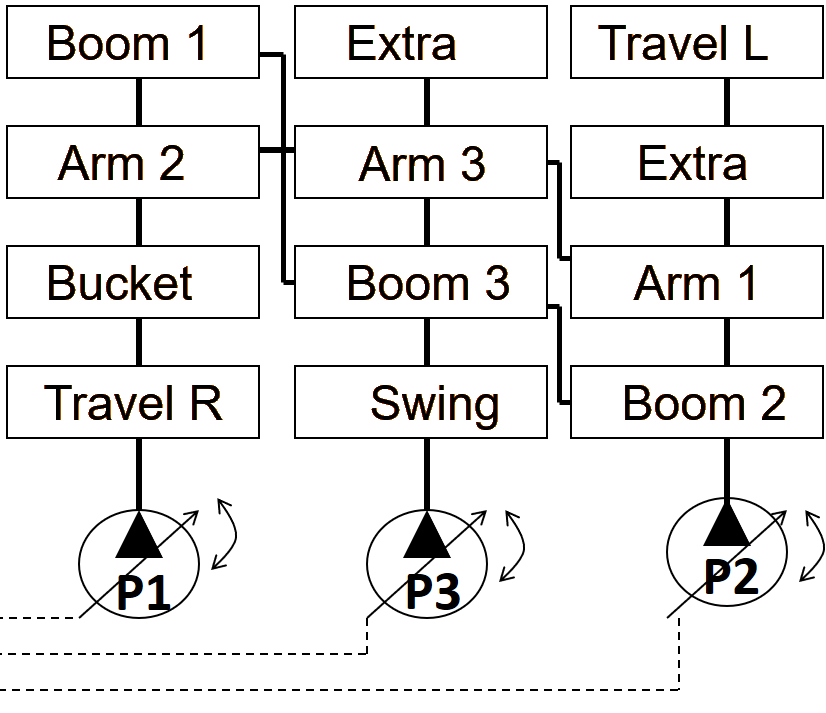 Boom 1
Extra
Travel L
Arm 2
Arm 3
Extra
Bucket
Boom 3
Arm 1
Travel R
Swing
Boom 2
P1
P3
P2